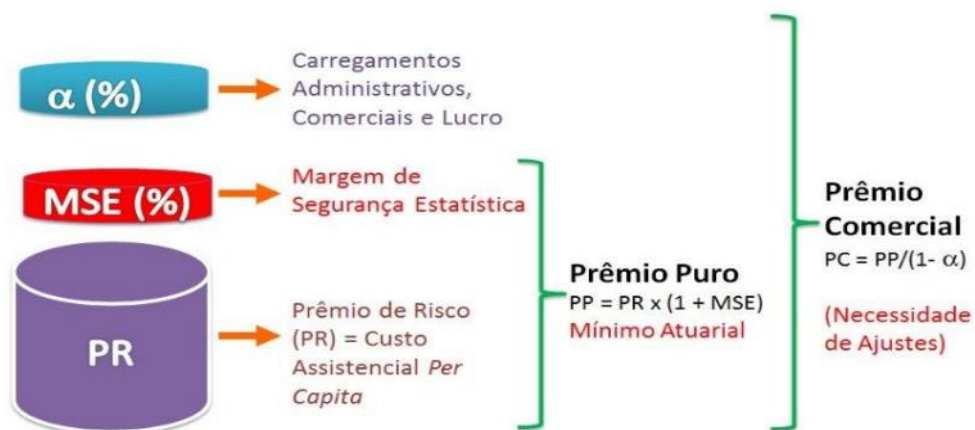 α (%)
Carregamentos
Administrativos,
Comerciais e Lucro
MSE (%)
Margem de
Segurança Estatística
PR
Prêmio de Risco
(PR) = Custo
Assistencial Per
Capita
Prêmio Puro
PP = PR x (1 + MSE)
Mínimo Atuarial
Prêmio
Comercial
PC = PP/(1- α)
(Necessidade
de Ajustes)